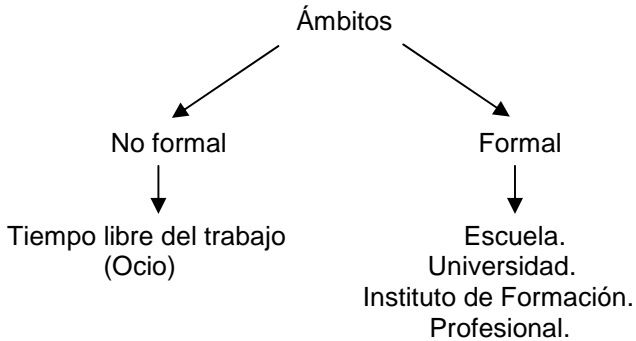 Ámbitos
No formal
Formal
Tiempo libre del trabajo
(Ocio)
Escuela.
Universidad.
Instituto de Formación.
Profesional.